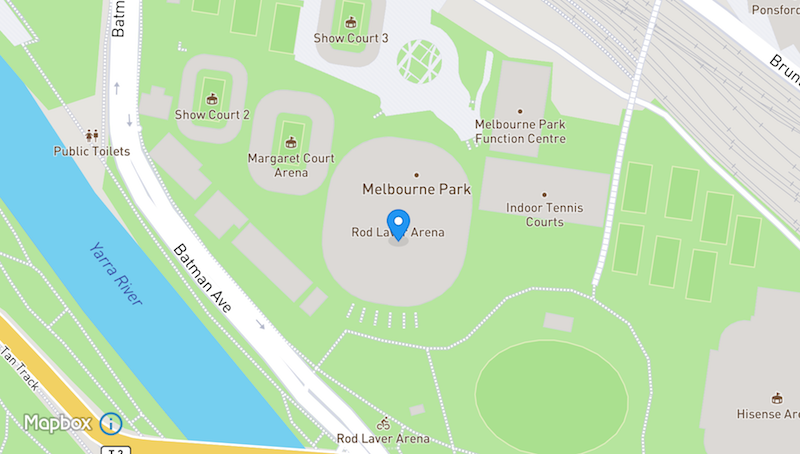 Batm
Ponsford
Show Court 3
Brun
Show Court 2
Melbourne Park
Function Centre
Public Toilets
Margaret Court
Arena
Melbourne Park
Indoor Tennis
Courts
Rod Laver Arena
Yarra River
Batman Ave
Tan Track
Hisense Are
Mapbox
i
Rod Laver Arena